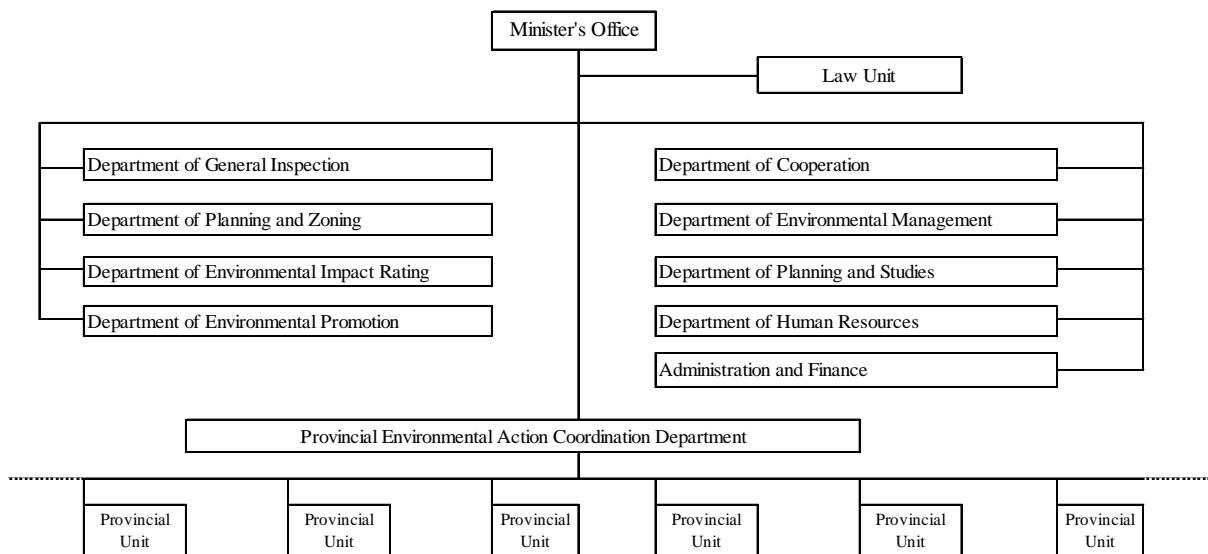 Minister's Office
Law Unit
Department of General Inspection
Department of Cooperation
Department of Planning and Zoning
Department of Environmental Management
Department of Environmental Impact Rating
Department of Planning and Studies
Department of Environmental Promotion
Department of Human Resources
Administration and Finance
Provincial Environmental Action Coordination Department
Provincial
Unit
Provincial
Unit
Provincial
Unit
Provincial
Unit
Provincial
Unit
Provincial
Unit